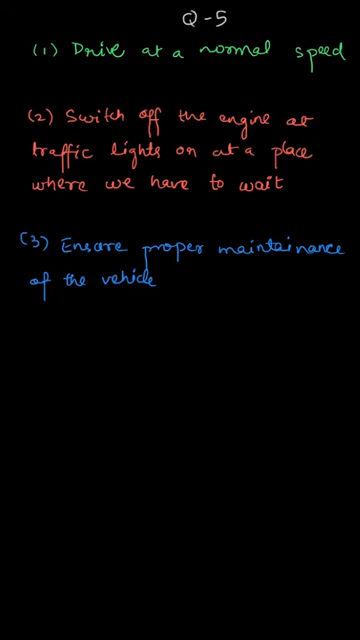 Q-5
(1) Drive at a normal speed
(2) Switch off the engine at
traffic lights on at a place
where we have to wait
(3) Ensure proper maintainance
of the vehicle